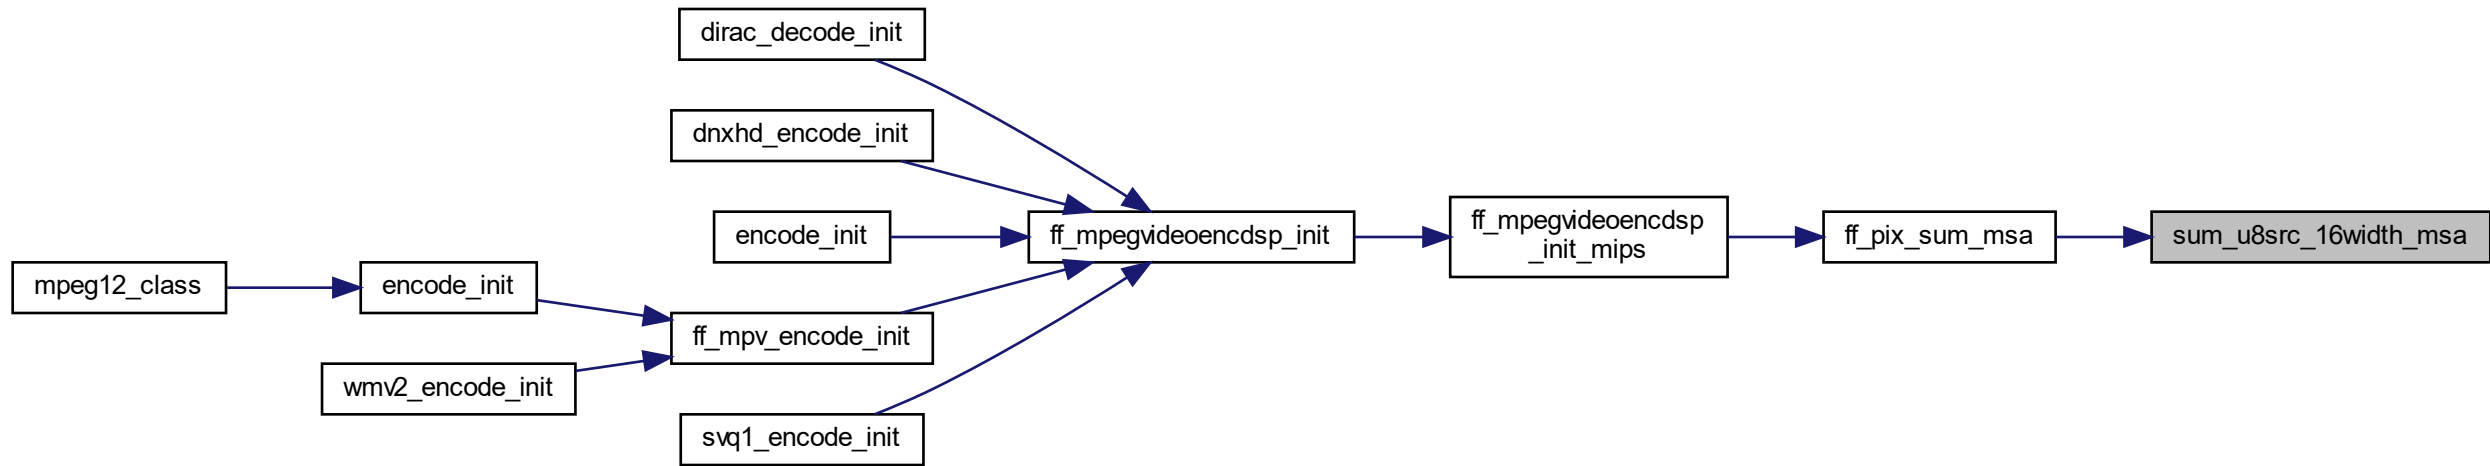 dirac_decode_init
dnxhd_encode_init
encode_init
ff_mpegvideoencdsp_init
ff_mpegvideoencdsp
_init_mips
ff_pix_sum_msa
sum_u8src_16width_msa
mpeg12_class
encode_init
ff_mpv_encode_init
wmv2_encode_init
svq1_encode_init